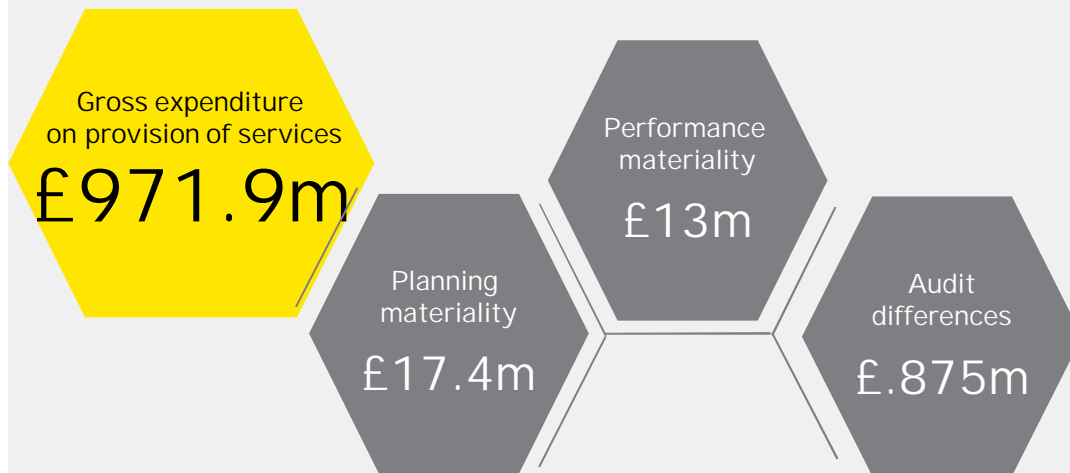 Gross expenditure
on provision of services
£971.9m
Planning
materiality
£17.4m
Performance
materiality
£13m
Audit
differences
£.875m